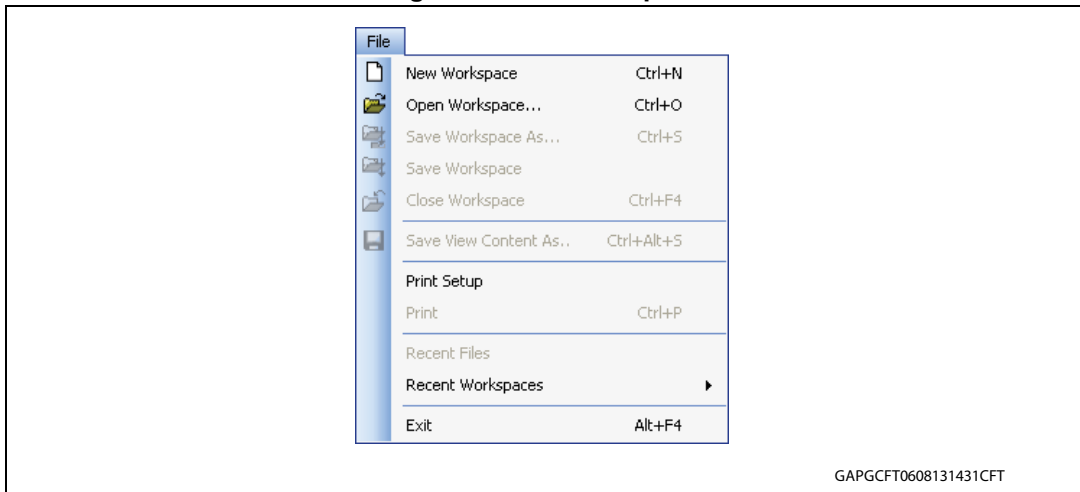 File
New Workspace Ctrl+N
Open Workspace... Ctrl+O
Save Workspace As... Ctrl+S
Save Workspace
Close Workspace Ctrl+F4
Save View Content As.. Ctrl+Alt+S
Print Setup
Print Ctrl+P
Recent Files
Recent Workspaces
Exit Alt+F4
GAPGCFT0608131431CFT